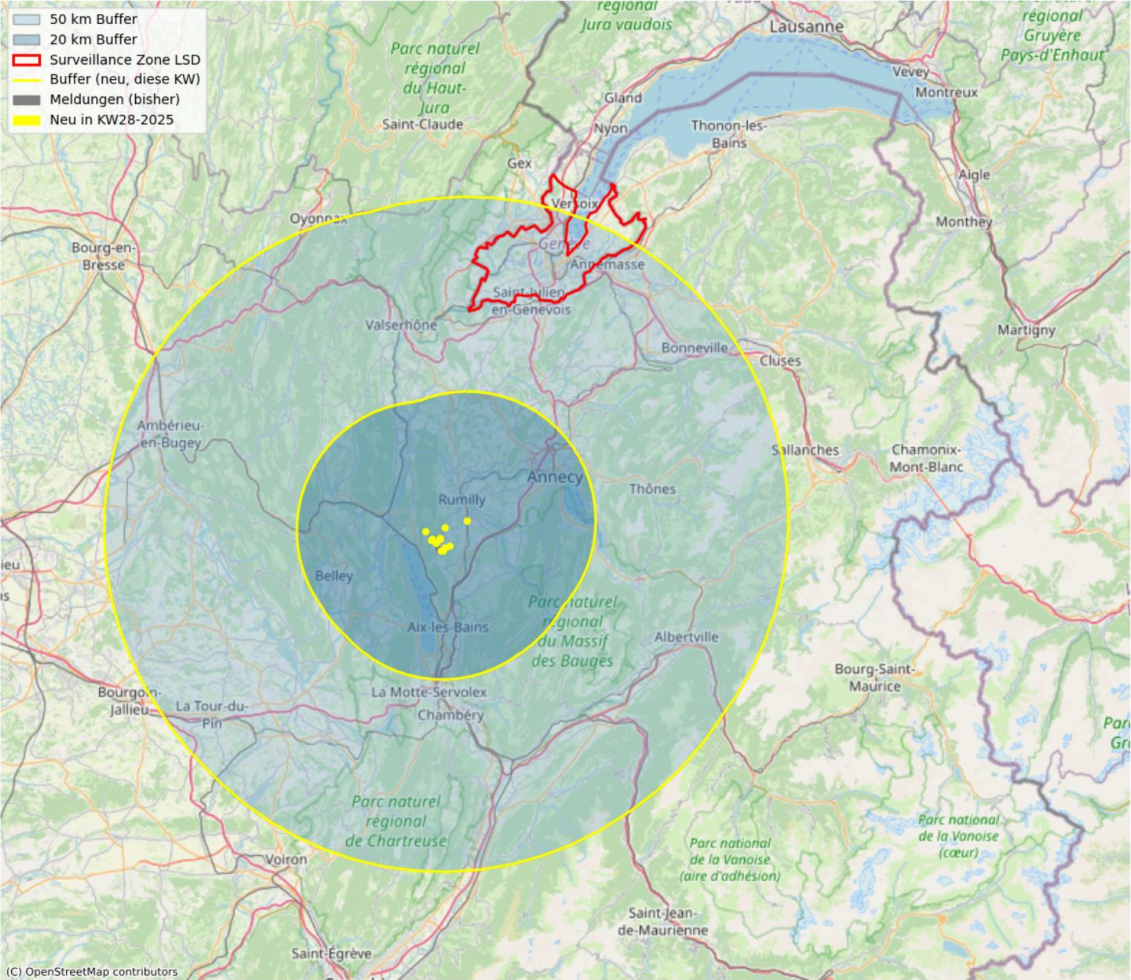 50 km Buffer
20 km Buffer
Surveillance Zone LSD
Buffer (neu, diese KW)
Meldungen (bisher)
Neu in KW28-2025
régional
Jura vaudois
Lausanne
régional
Gruyère
Pays-d'Enhaut
Parc naturel
régional
du Haut-
Jura
Vevey
Montreux
Gland
Saint-Claude
Nyon
Thonon-les-
Bains
Gex
Aigle
Versoix
Oyonnax
Monthey
Bourg-en-
Bresse
Genève
Annemasse
Saint-Julien-
en-Genevois
Valserhône
Martigny
Bonneville
Cluses
Ambérieu-
en-Bugey
Sallanches
Chamonix-
Mont-Blanc
Annecy
Thônes
Rumilly
ieu
Belley
Parc naturel
régional
du Massif
des Bauges
Aix-les-Bains
Albertville
Bourg-Saint-
Maurice
La Motte-Servolex
Bourgoin-
Jallieu
La Tour-du-
Pin
Chambéry
Parc naturel
régional
de Chartreuse
Parc national
de la Vanoise
(cœur)
Parc national
de la Vanoise
(aire d'adhésion)
Voiron
Saint-Jean-
de-Maurienne
Saint-Égrève
(C) OpenStreetMap contributors